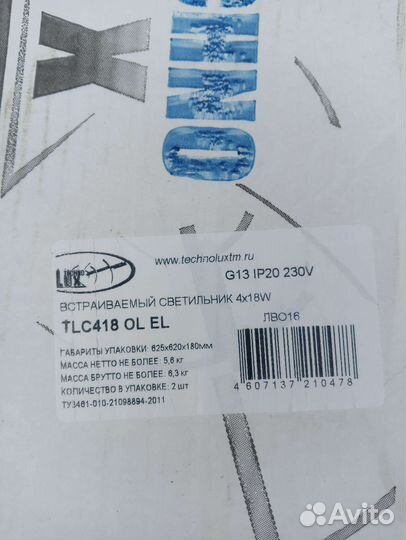 TECHNO
LUX
www.technoluxtm.ru
G13 IP20 230V
ВСТРАИВАЕМЫЙ СВЕТИЛЬНИК 4x18W
TLC418 OL EL
ЛВО16
ГАБАРИТЫ УПАКОВКИ: 625x620x180мм
МАССА НЕТТО НЕ БОЛЕЕ: 5,6 кг
МАССА БРУТТО НЕ БОЛЕЕ: 6,3 кг
КОЛИЧЕСТВО В УПАКОВКЕ: 2 шт
ТУ3461-010-21098894-2011
4 607137 210478
Avito